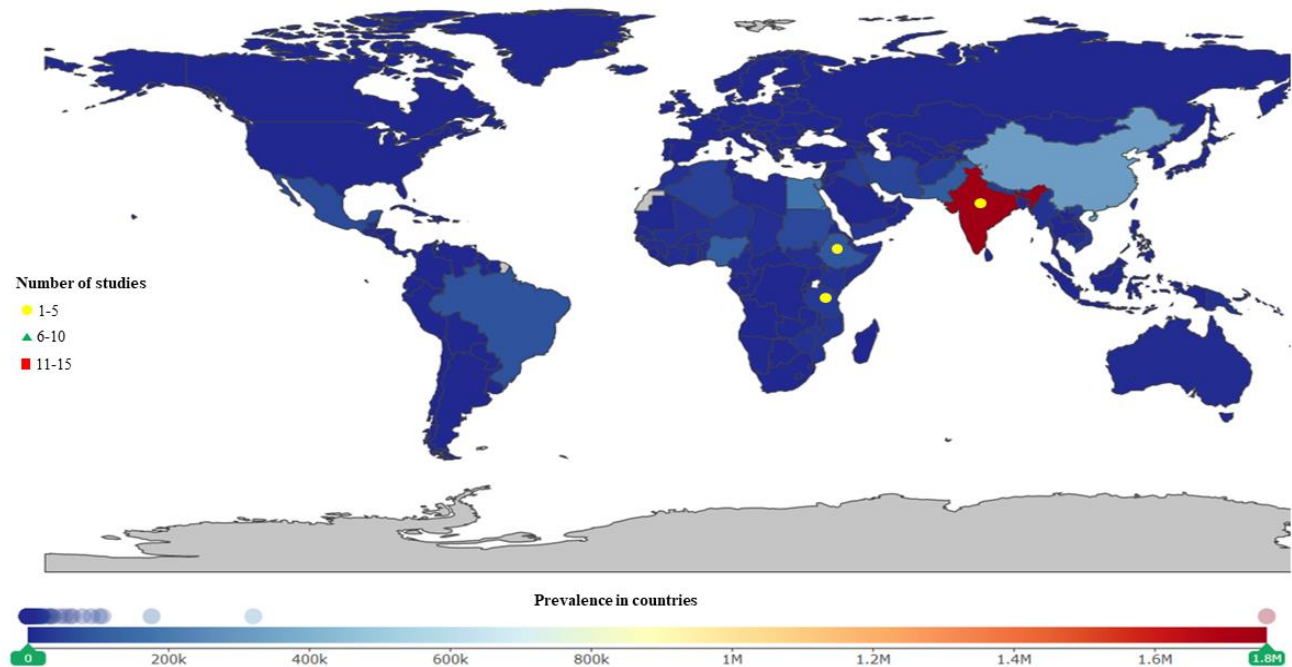 Number of studies
1-5
6-10
11-15
Prevalence in countries
0 200k 400k 600k 800k 1M 1.2M 1.4M 1.6M 1.8M